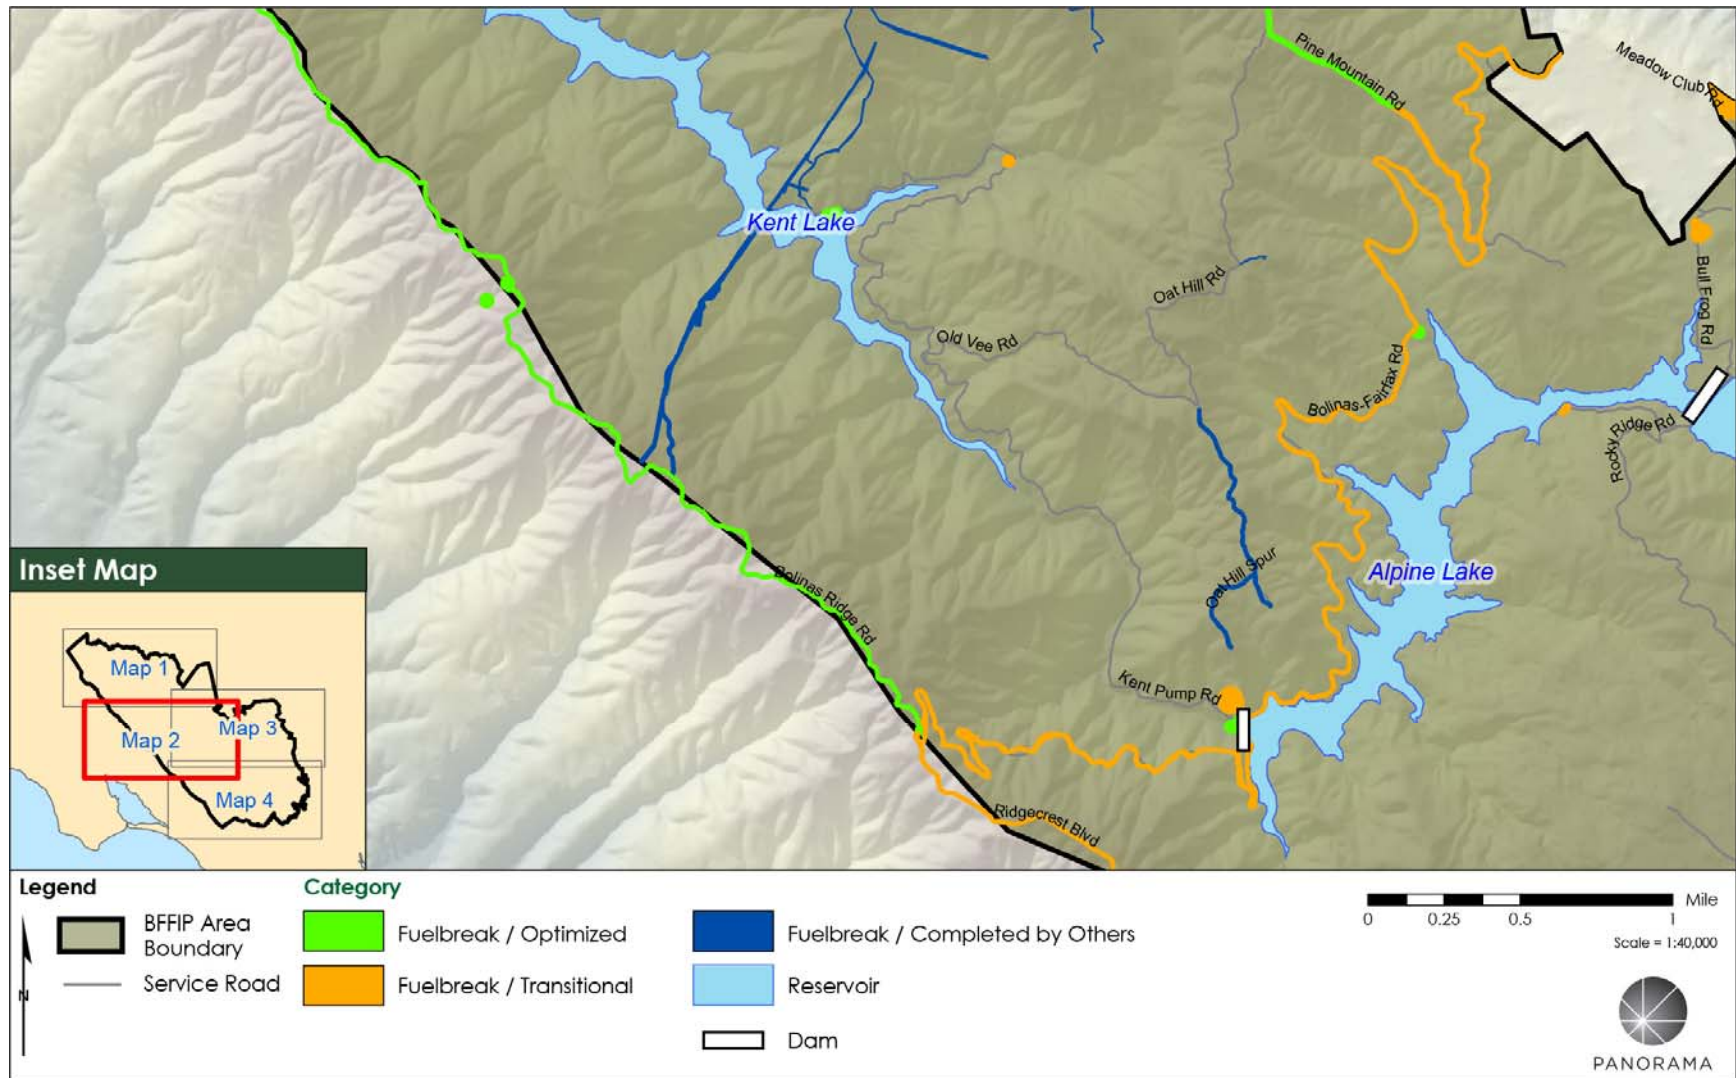 Pine Mountain Rd
Meadow Club Rd
Kent Lake
Bull Frog Rd
Oat Hill Rd
Old Vee Rd
Bolinas-Fairfax Rd
Rocky Ridge Rd
Oat Hill Spur
Alpine Lake
Bolinas Ridge Rd
Kent Pump Rd
Ridgecrest Blvd
Inset Map
Map 1
Map 2
Map 3
Map 4
Legend
N
BFFIP Area
Boundary
Service Road
Category
Fuelbreak / Optimized
Fuelbreak / Transitional
Fuelbreak / Completed by Others
Reservoir
Dam
Mile
0 0.25 0.5 1
Scale = 1:40,000
PANORAMA